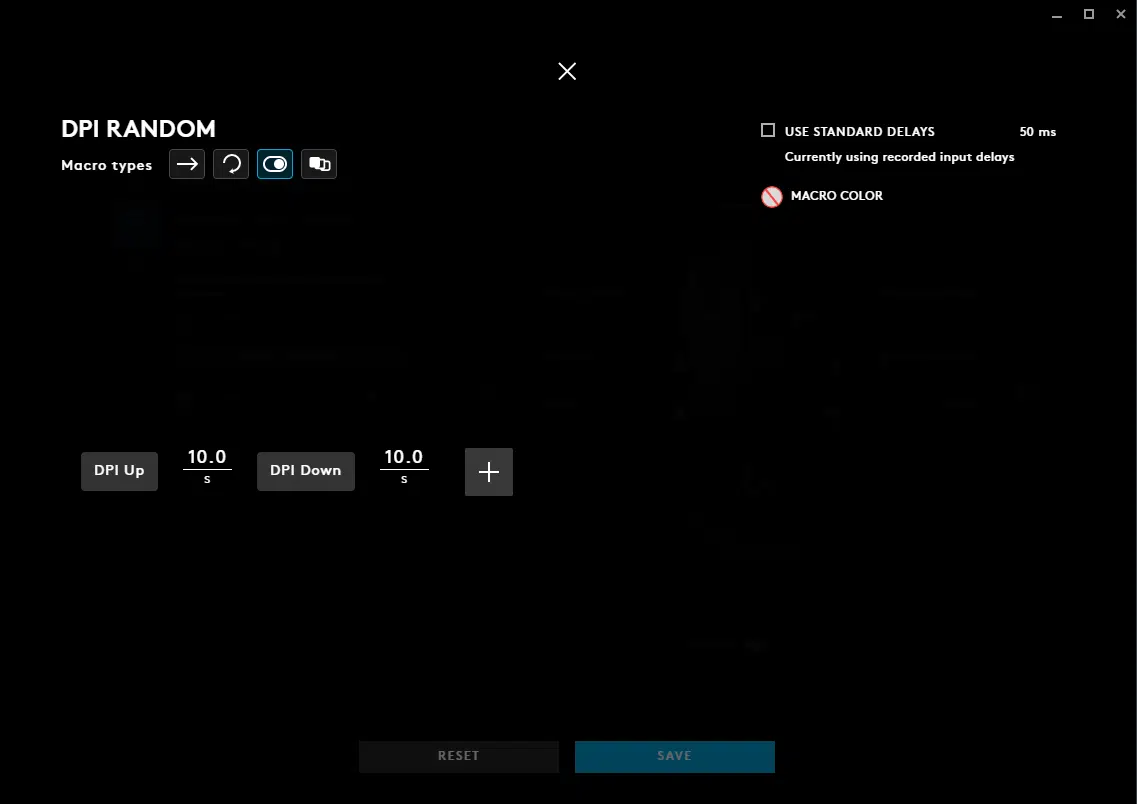 DPI RANDOM
Macro types
USE STANDARD DELAYS 50 ms
Currently using recorded input delays
MACRO COLOR
DPI Up 10.0 s DPI Down 10.0 s
RESET SAVE